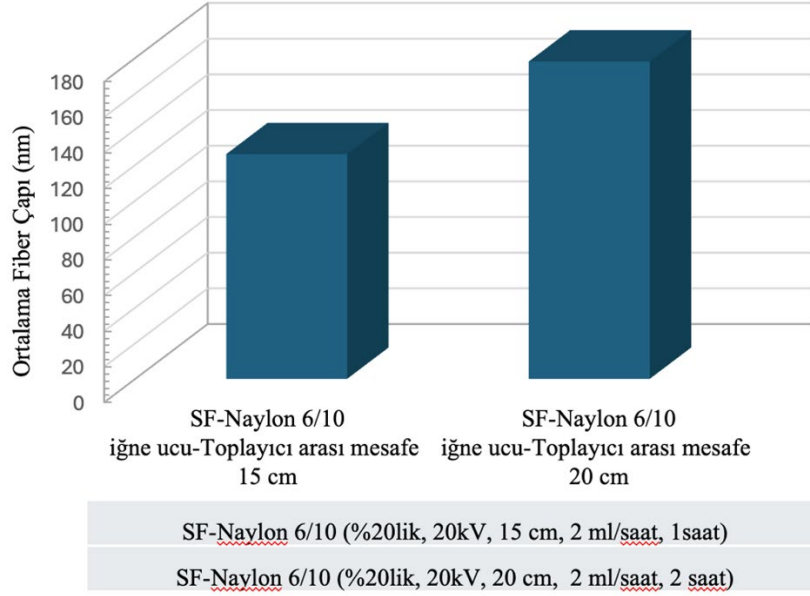 Ortalama Fiber Çapı (nm)
180
160
140
120
100
80
60
40
20
0
SF-Naylon 6/10
iğne ucu-Toplayıcı arası mesafe
15 cm
SF-Naylon 6/10
iğne ucu-Toplayıcı arası mesafe
20 cm
SF-Naylon 6/10 (%20lik, 20kV, 15 cm, 2 ml/saat, 1saat)
SF-Naylon 6/10 (%20lik, 20kV, 20 cm, 2 ml/saat, 2 saat)